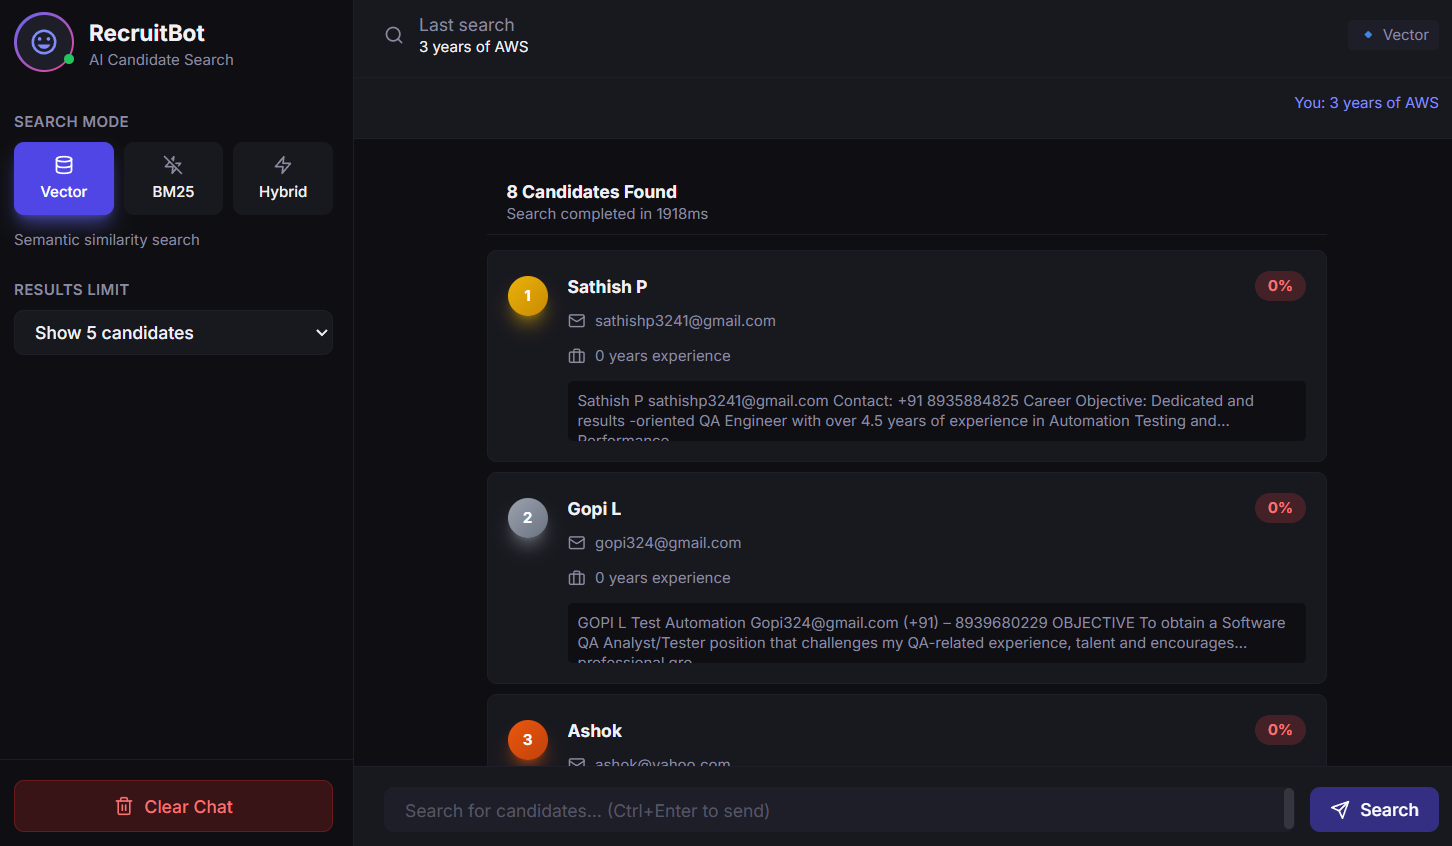 RecruitBot
AI Candidate Search
SEARCH MODE
Vector
BM25
Hybrid
Semantic similarity search
RESULTS LIMIT
Show 5 candidates
Clear Chat
Last search
3 years of AWS
Vector
You: 3 years of AWS
8 Candidates Found
Search completed in 1918ms
1
Sathish P
0%
sathishp3241@gmail.com
0 years experience
Sathish P sathishp3241@gmail.com Contact: +91 8935884825 Career Objective: Dedicated and
results -oriented QA Engineer with over 4.5 years of experience in Automation Testing and...
Performance
2
Gopi L
0%
gopi324@gmail.com
0 years experience
GOPI L Test Automation Gopi324@gmail.com (+91) – 8939680229 OBJECTIVE To obtain a Software
QA Analyst/Tester position that challenges my QA-related experience, talent and encourages...
professional gro
3
Ashok
0%
ashok@yahoo.com
Search for candidates... (Ctrl+Enter to send)
Search